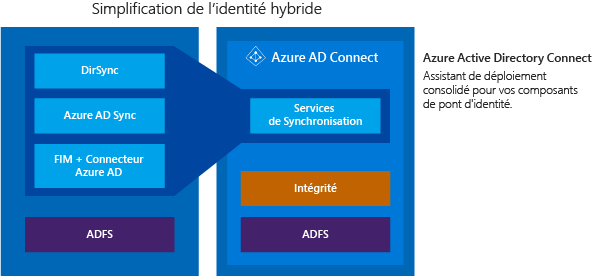 Simplification de l'identité hybride
DirSync
Azure AD Sync
FIM + Connecteur
Azure AD
ADFS
Azure AD Connect
Services
de Synchronisation
Intégrité
ADFS
Azure Active Directory Connect
Assistant de déploiement
consolidé pour vos composants
de pont d'identité.